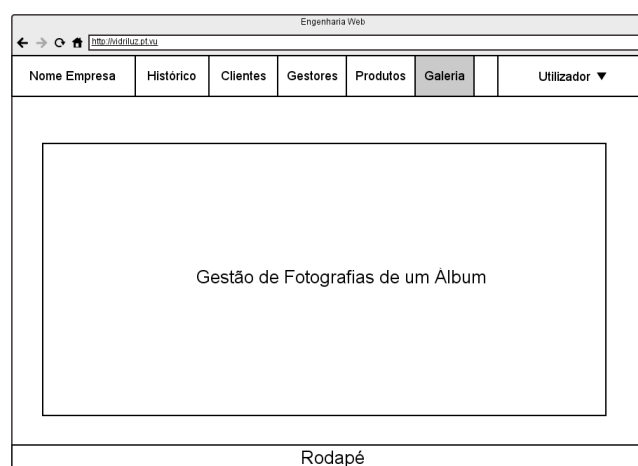 Engenharia Web
http://vidriluz.pt.vu
Nome Empresa Histórico Clientes Gestores Produtos Galeria Utilizador ▼
Gestão de Fotografias de um Álbum
Rodapé